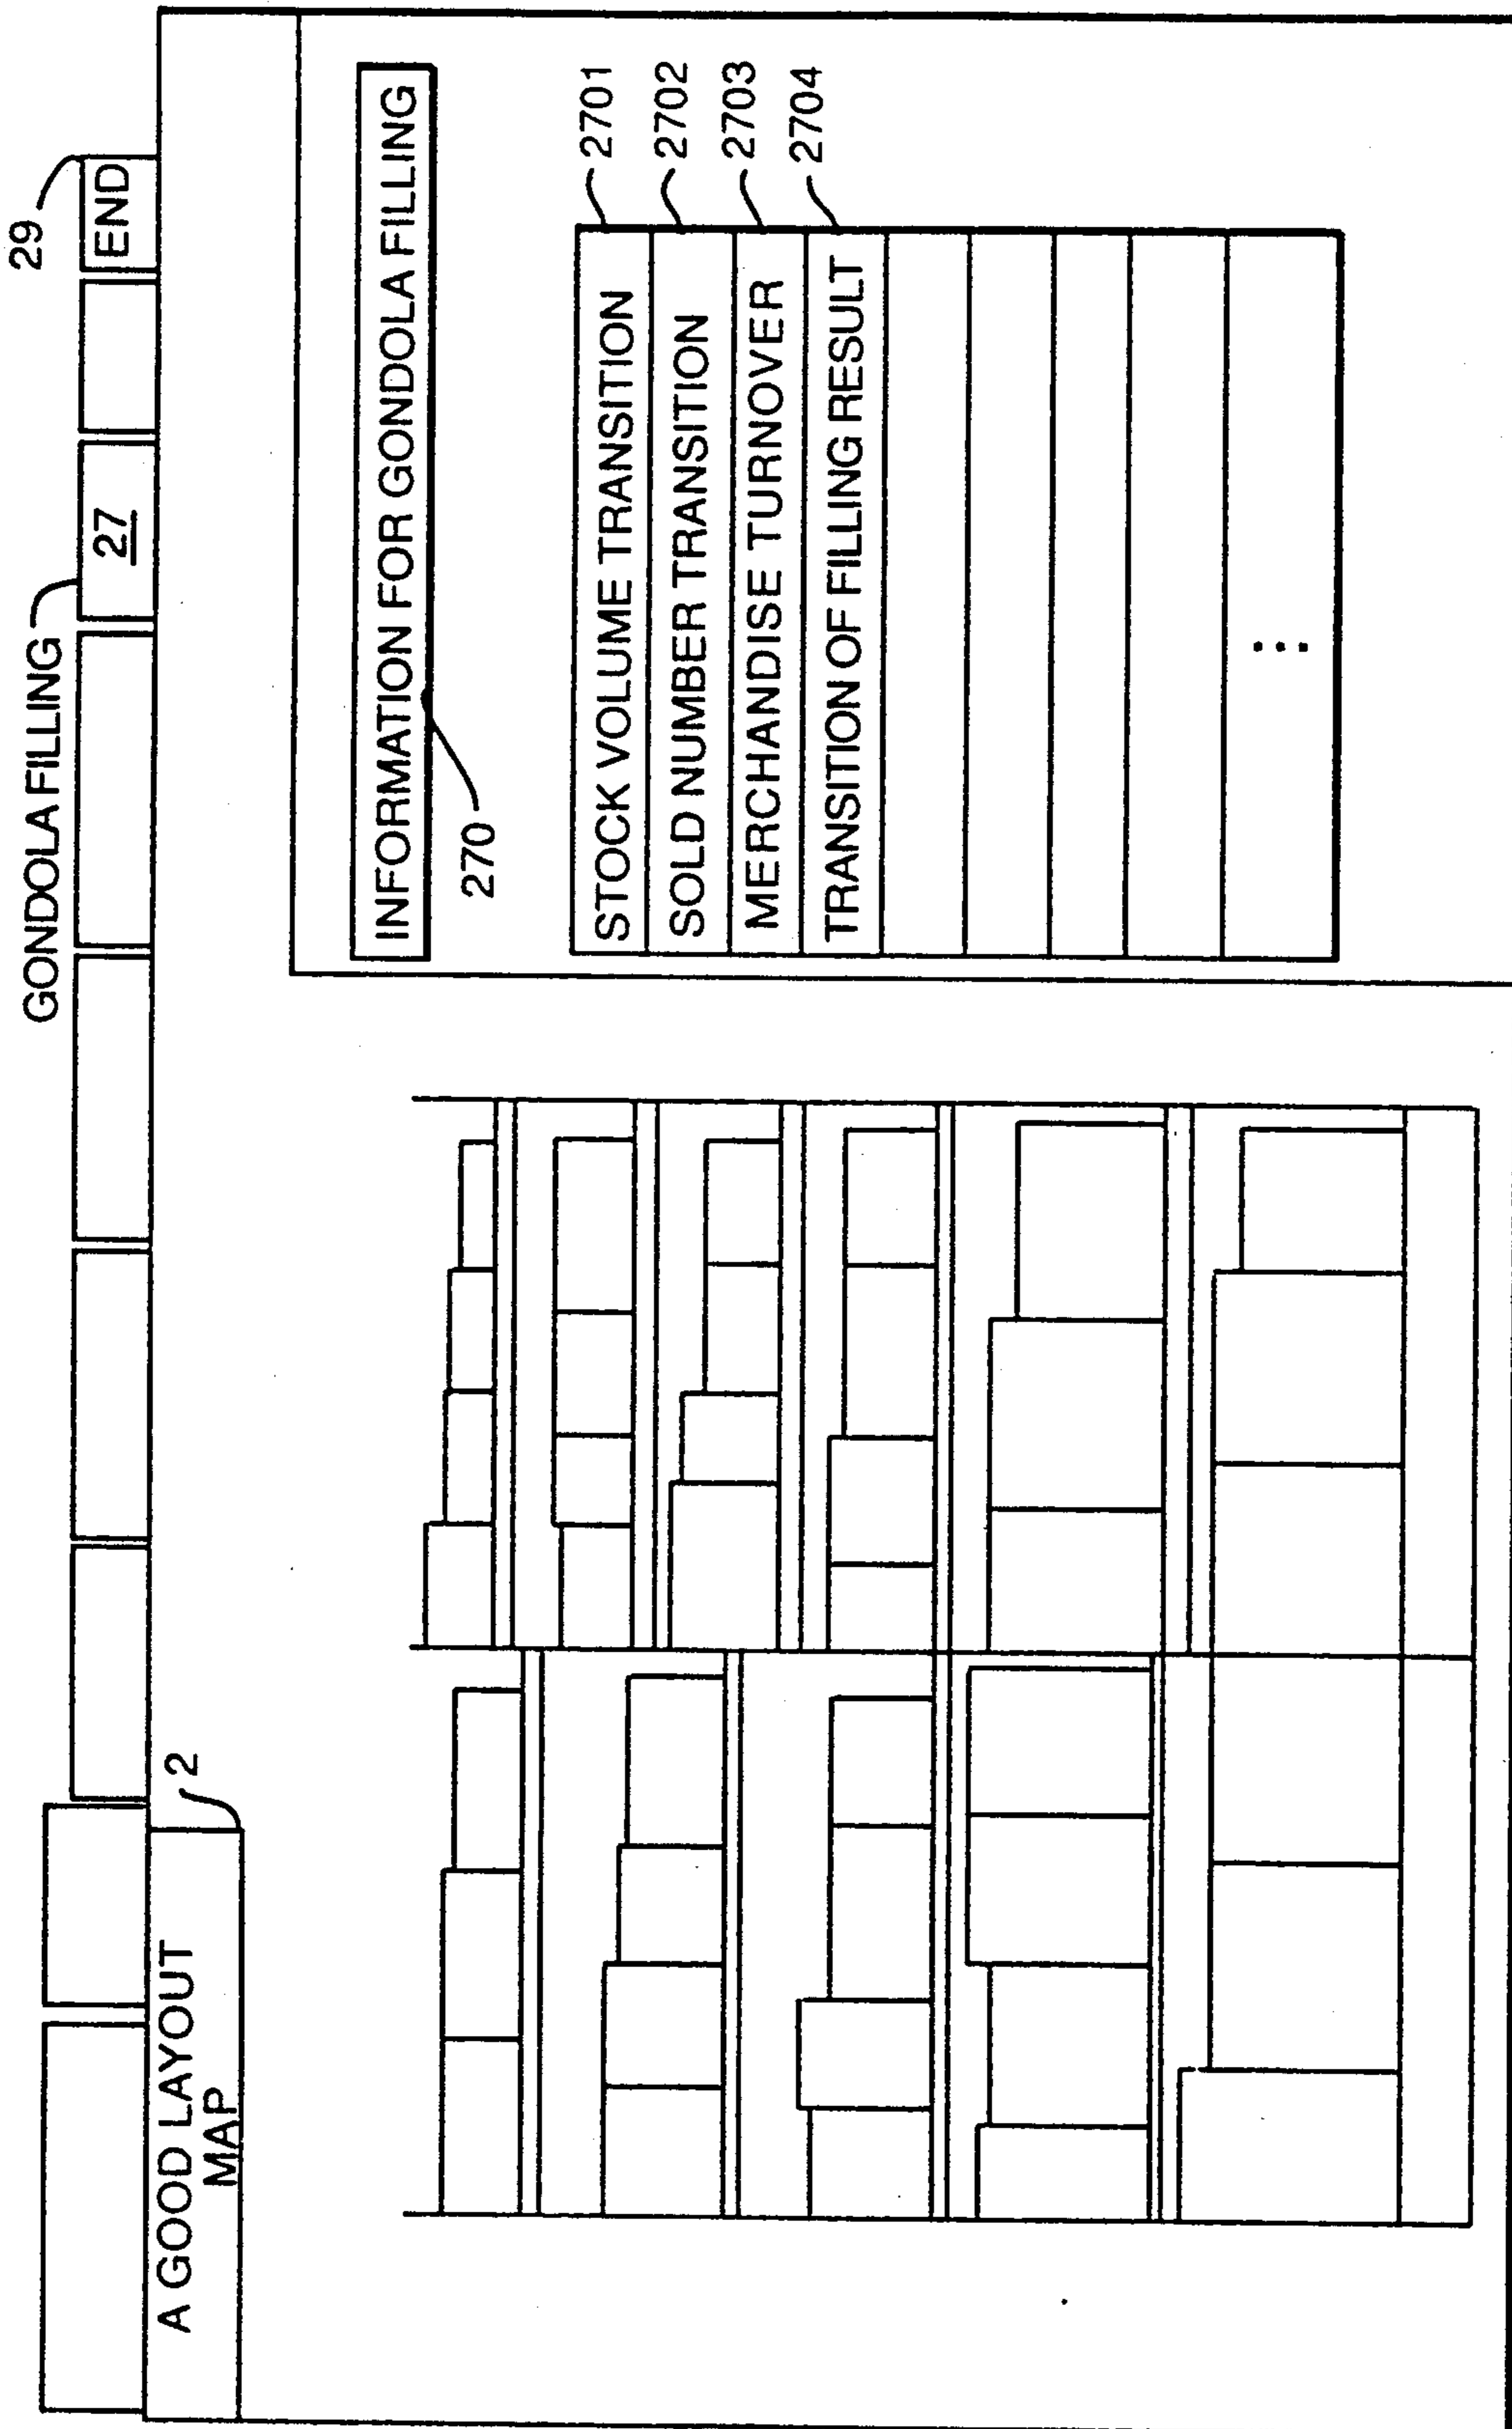 GONDOLA FILLING
29
27
END
A GOOD LAYOUT
MAP
2
INFORMATION FOR GONDOLA FILLING
270
STOCK VOLUME TRANSITION
2701
SOLD NUMBER TRANSITION
2702
MERCHANDISE TURNOVER
2703
TRANSITION OF FILLING RESULT
2704
⋮